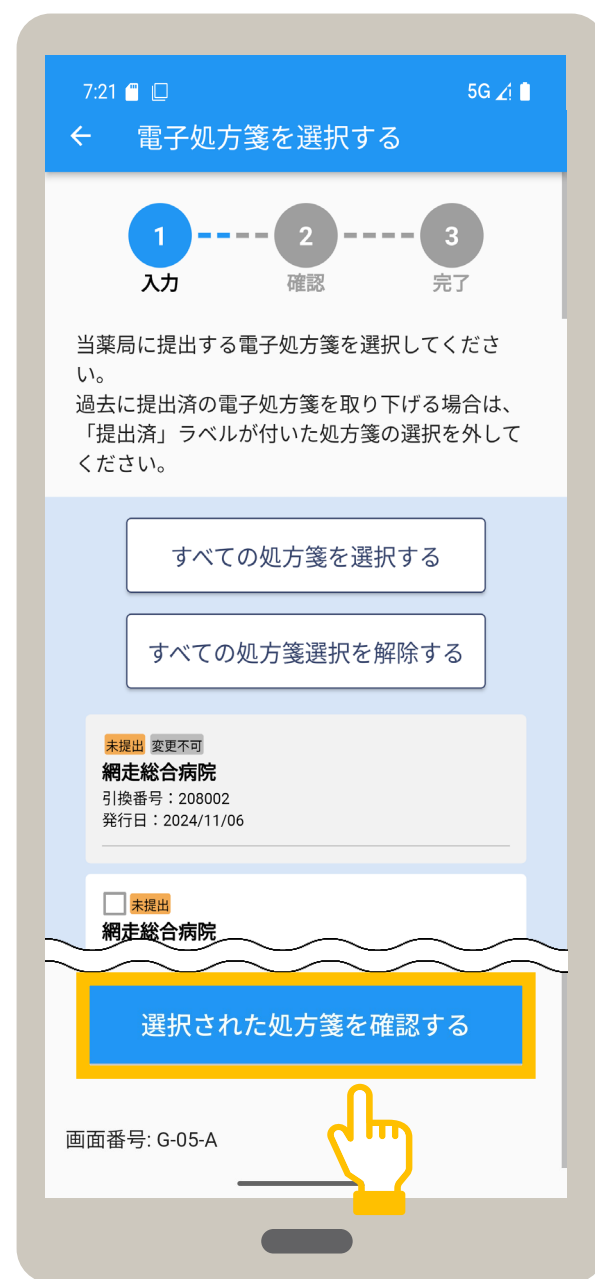 7:21 5G
電子処方箋を選択する
1 2 3
入力 確認 完了
当薬局に提出する電子処方箋を選択してくださ
い。
過去に提出済の電子処方箋を取り下げる場合は、
「提出済」ラベルが付いた処方箋の選択を外して
ください。
すべての処方箋を選択する
すべての処方箋選択を解除する
未提出 変更不可
網走総合病院
引換番号：208002
発行日：2024/11/06
未提出
網走総合病院
選択された処方箋を確認する
画面番号: G-05-A